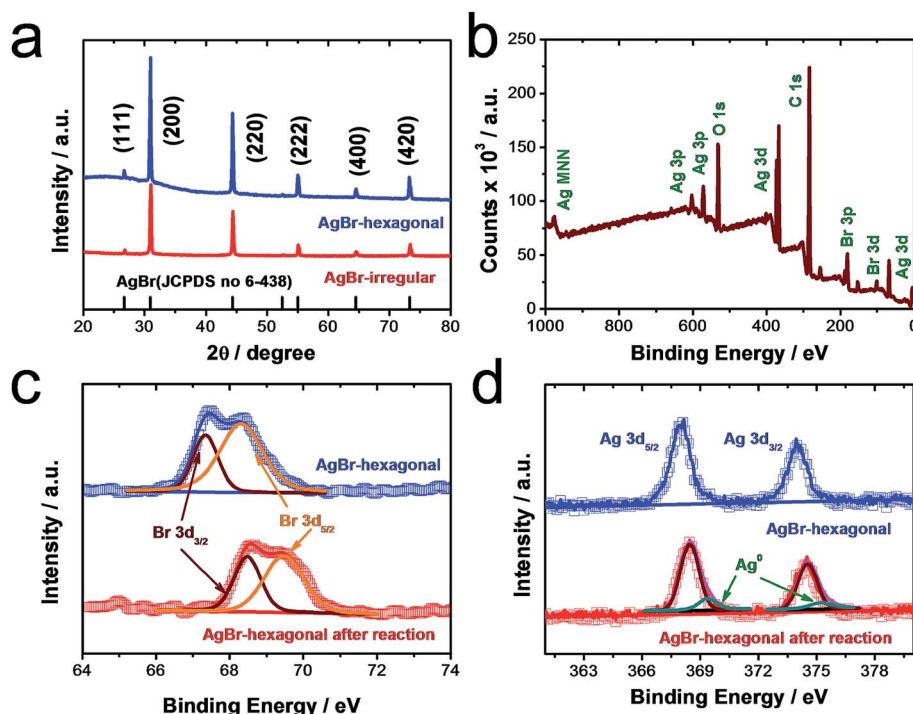 a
Intensity / a.u.
(111)
(200)
(220)
(222)
(400)
(420)
AgBr-hexagonal
AgBr-irregular
AgBr(JCPDS no 6-438)
20 30 40 50 60 70 80
2θ / degree
b
Counts x 10³ / a.u.
250
200
150
100
50
0
Ag MNN
Ag 3p
Ag 3p
O 1s
Ag 3d
C 1s
Br 3p
Br 3d
Ag 3d
1000 800 600 400 200 0
Binding Energy / eV
c
Intensity / a.u.
AgBr-hexagonal
Br 3d3/2
Br 3d5/2
AgBr-hexagonal after reaction
64 66 68 70 72 74
Binding Energy / eV
d
Intensity / a.u.
Ag 3d5/2
Ag 3d3/2
AgBr-hexagonal
Ag⁰
AgBr-hexagonal after reaction
363 366 369 372 375 378
Binding Energy / eV